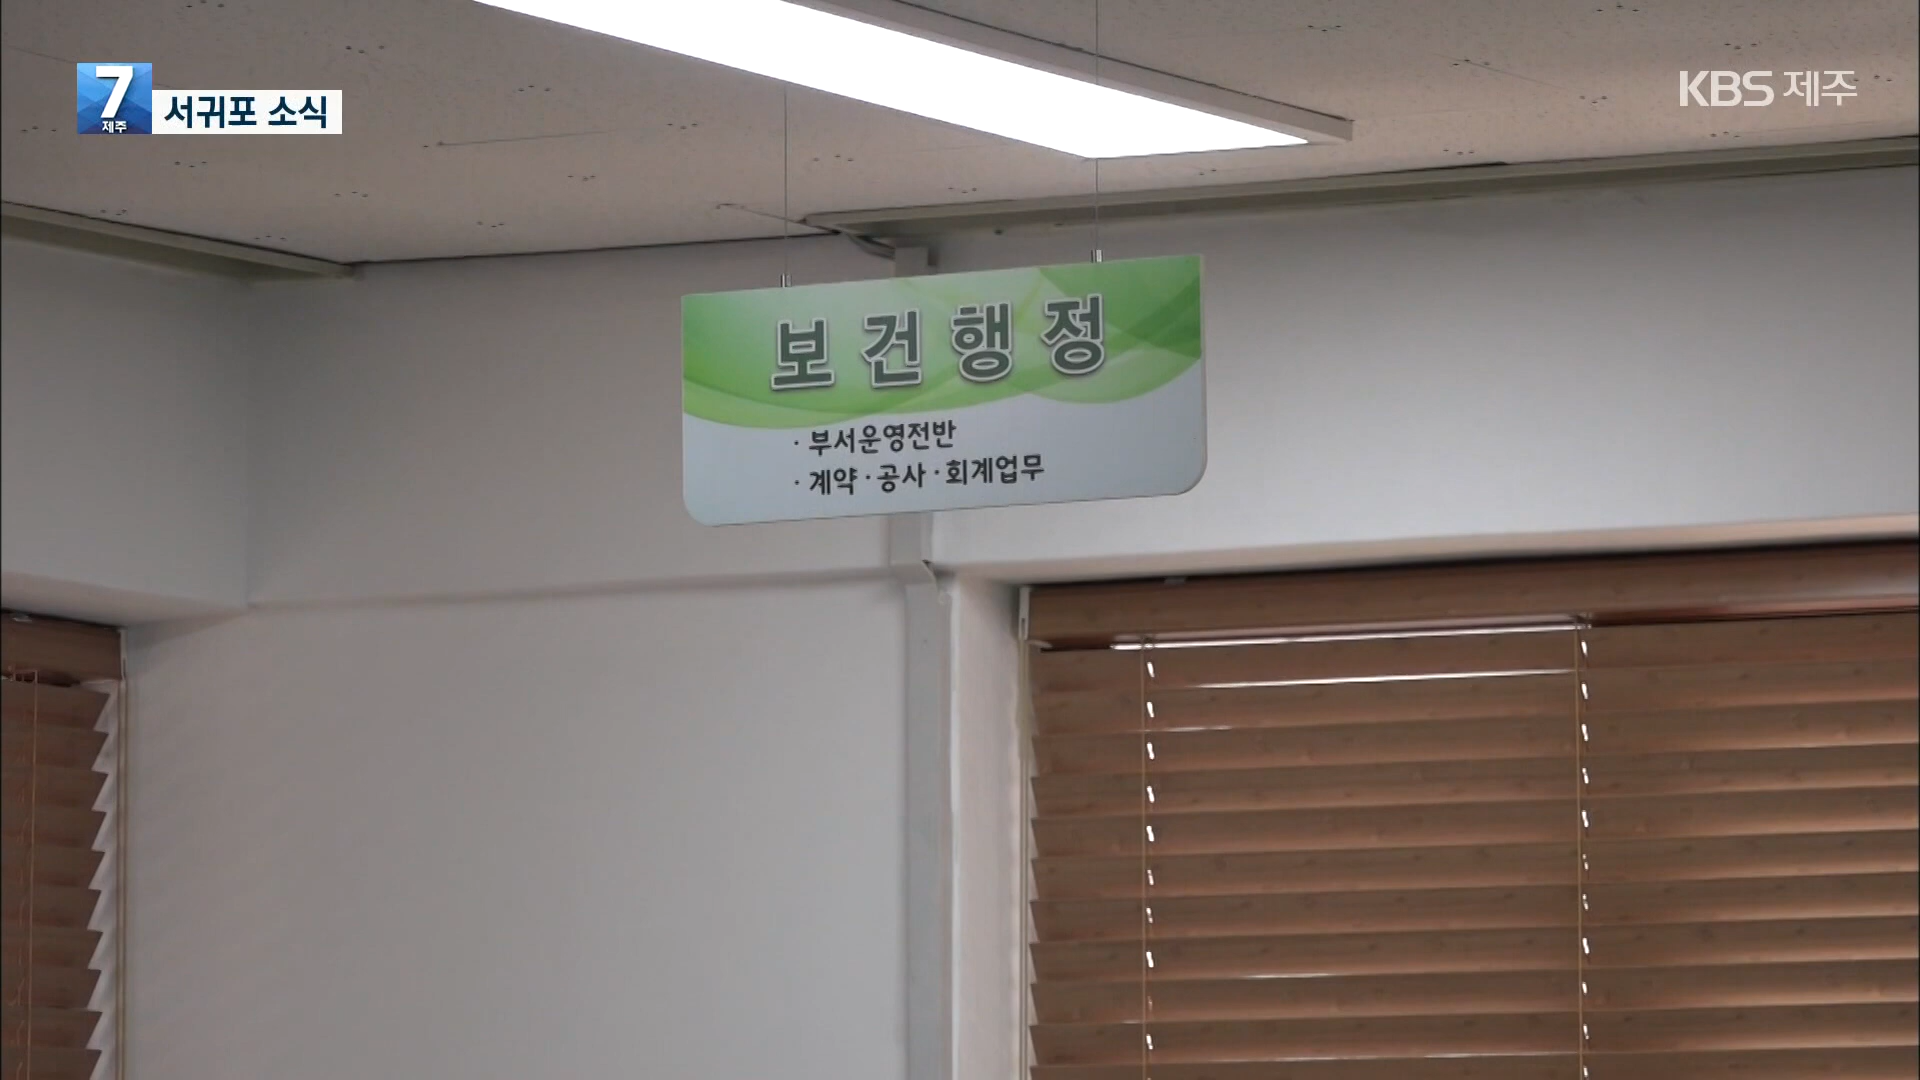 7
제주
서귀포 소식
KBS 제주
보건행정
· 부서운영전반
· 계약 · 공사 · 회계업무